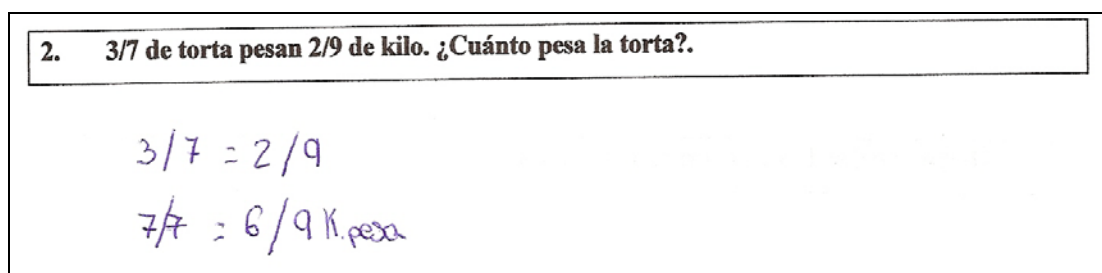 2. 3/7 de torta pesan 2/9 de kilo. ¿Cuánto pesa la torta?.
3/7 = 2/9
7/7 = 6/9 K. pesa